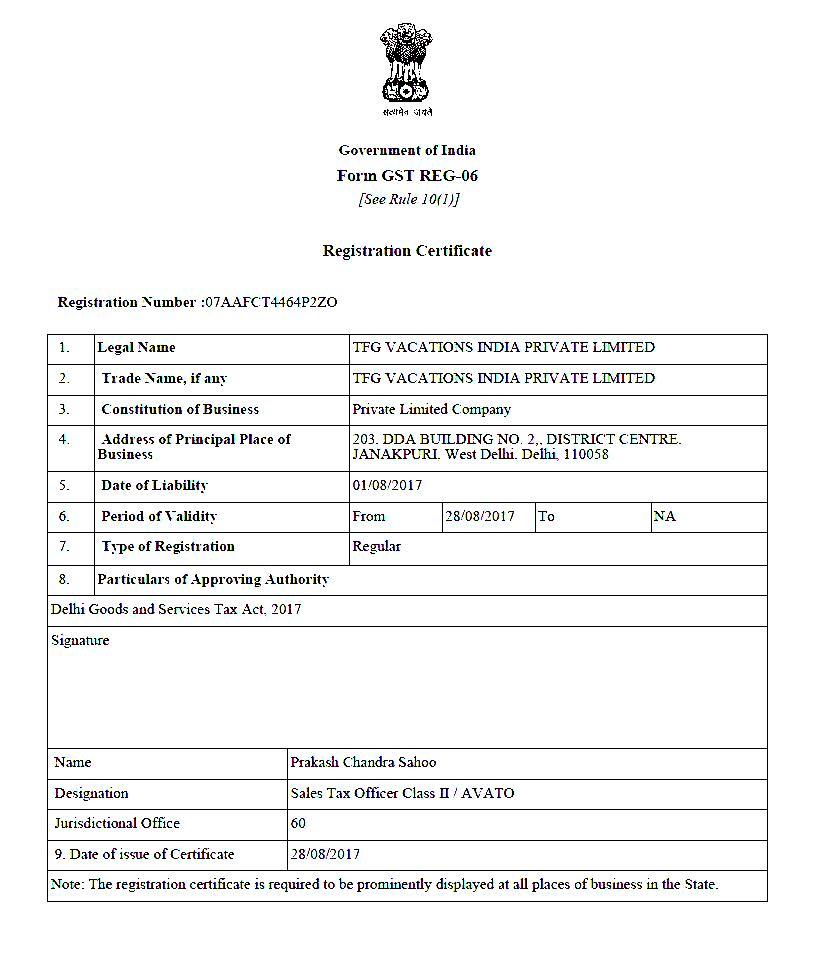 सत्यमेव जयते
Government of India
Form GST REG-06
[See Rule 10(1)]
Registration Certificate
Registration Number :07AAFCT4464P2ZO
1. Legal Name TFG VACATIONS INDIA PRIVATE LIMITED
2. Trade Name, if any TFG VACATIONS INDIA PRIVATE LIMITED
3. Constitution of Business Private Limited Company
4. Address of Principal Place of Business 203, DDA BUILDING NO. 2,, DISTRICT CENTRE,
JANAKPURI, West Delhi, Delhi, 110058
5. Date of Liability 01/08/2017
6. Period of Validity From 28/08/2017 To NA
7. Type of Registration Regular
8. Particulars of Approving Authority
Delhi Goods and Services Tax Act, 2017
Signature
Name Prakash Chandra Sahoo
Designation Sales Tax Officer Class II / AVATO
Jurisdictional Office 60
9. Date of issue of Certificate 28/08/2017
Note: The registration certificate is required to be prominently displayed at all places of business in the State.